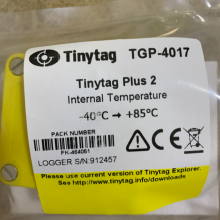 Tinytag TGP-4017
Tinytag Plus 2
Internal Temperature
-40°C → +85°C
PACK NUMBER
PK-464061
LOGGER S/N:912457
Please use current version of Tinytag Explorer.
See http://www.tinytag.info/downloads